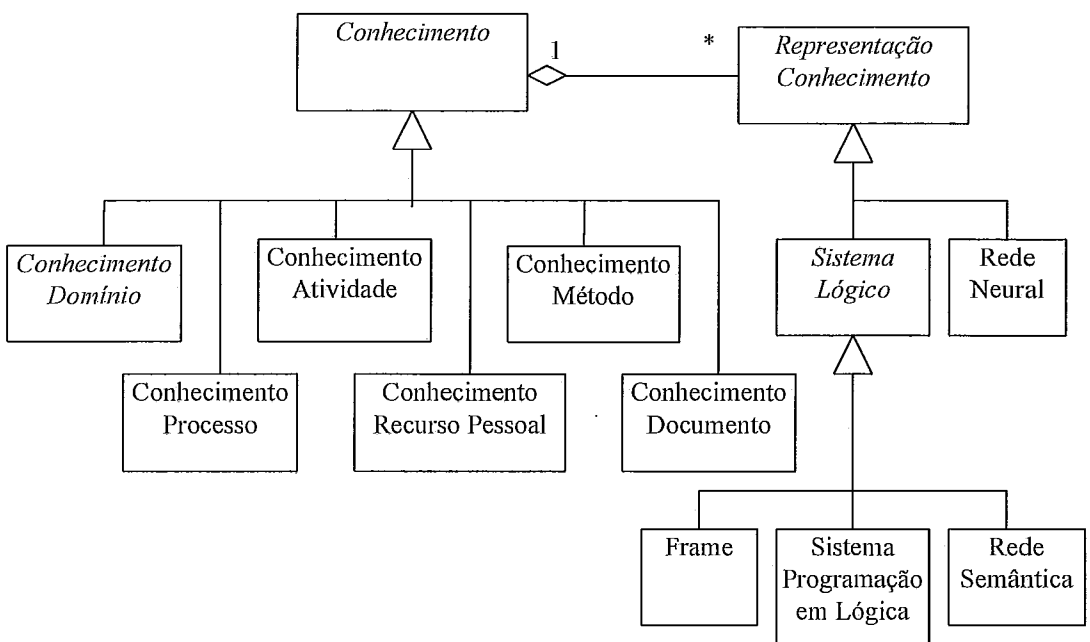 Conhecimento
1
*
Representação
Conhecimento
Conhecimento
Domínio
Conhecimento
Atividade
Conhecimento
Método
Sistema
Lógico
Rede
Neural
Conhecimento
Processo
Conhecimento
Recurso Pessoal
Conhecimento
Documento
Frame
Sistema
Programação
em Lógica
Rede
Semântica